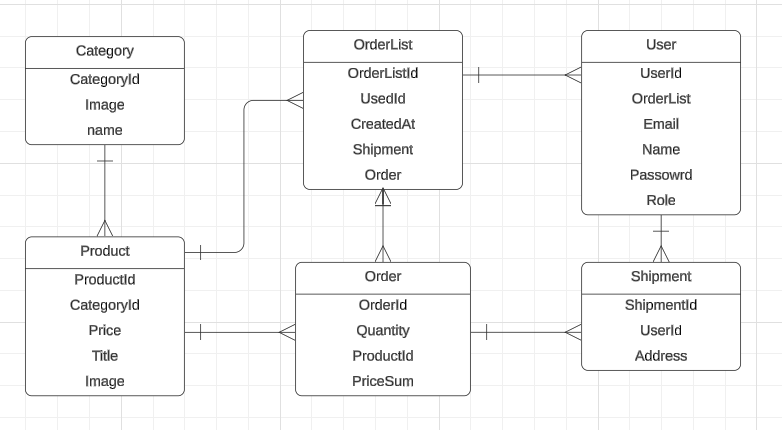 Category
CategoryId
Image
name
OrderList
OrderListId
UsedId
CreatedAt
Shipment
Order
User
UserId
OrderList
Email
Name
Passowrd
Role
Product
ProductId
CategoryId
Price
Title
Image
Order
OrderId
Quantity
ProductId
PriceSum
Shipment
ShipmentId
UserId
Address